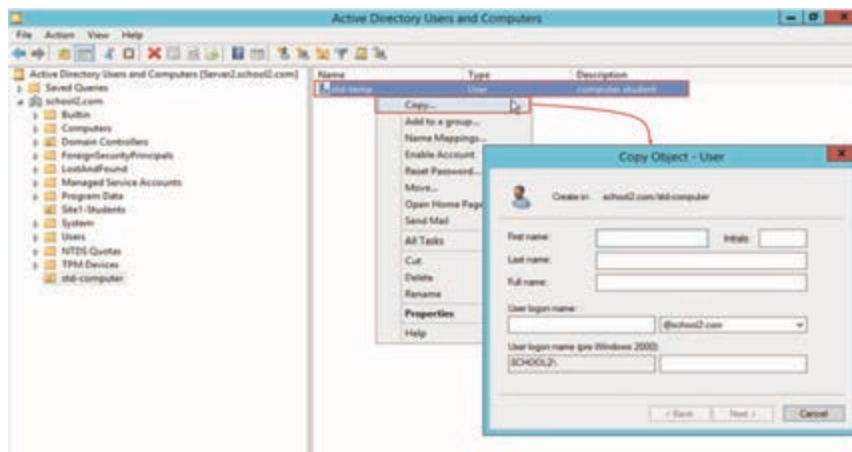 Active Directory Users and Computers
File Action View Help
Active Directory Users and Computers [Server2.school2.com]
Saved Queries
school2.com
Builtin
Computers
Domain Controllers
ForeignSecurityPrincipals
LostAndFound
Managed Service Accounts
Program Data
Site1-Students
System
Users
NTDS Quotas
TPM Devices
std-computer
Name Type Description
std-temp User computer student
Copy...
Add to a group...
Name Mappings...
Enable Account
Reset Password...
Move...
Open Home Page
Send Mail
All Tasks
Cut
Delete
Rename
Properties
Help
Copy Object - User
Create in: school2.com/std-computer
First name: Initials:
Last name:
Full name:
User logon name:
@school2.com
User logon name (pre-Windows 2000):
SCHOOL2\
< Back Next > Cancel